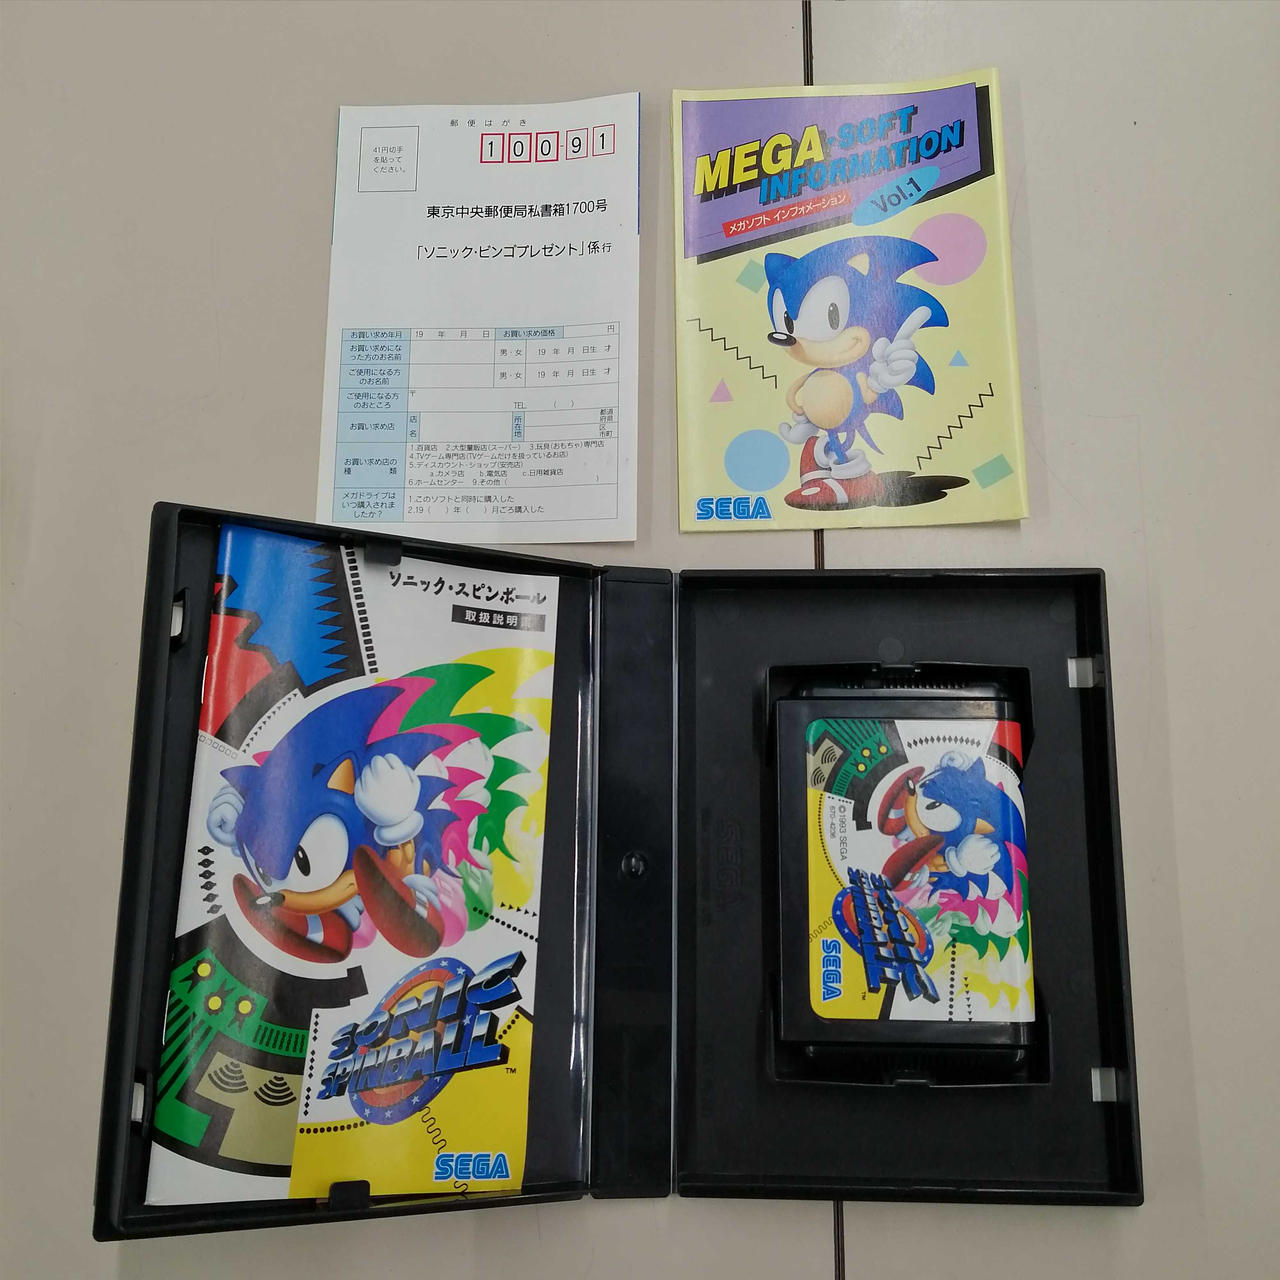 郵便はがき
41円切手
を貼って
ください。
100-91
東京中央郵便局私書箱1700号
「ソニック・ビンゴプレゼント」係行
お買い求め年月
19 年 月 日
お買い求め価格
円
お買い求めにな
った方のお名前
男・女
19 年 月 日生 才
ご使用になる方
のお名前
男・女
19 年 月 日生 才
ご使用になる方
のおところ
〒
TEL ( )
お買い求め店
店
名
所
在
地
都道
府県
区
市町
お買い求め店の
種 類
1.百貨店 2.大型量販店(スーパー) 3.玩具(おもちゃ)専門店
4.TVゲーム専門店(TVゲームだけを扱っているお店)
5.ディスカウント・ショップ(安売店)
a.カメラ店 b.電気店 c.日用雑貨店
6.ホームセンター 9.その他( )
メガドライブは
いつ購入されま
したか?
1.このソフトと同時に購入した
2.19( )年( )月ごろ購入した
MEGA-SOFT
INFORMATION
メガソフト インフォメーション
Vol.1
SEGA
ソニック・スピンボール
取扱説明書
SONIC
SPINBALL
TM
SEGA
SEGA
©1993 SEGA
670-4296
SONIC
SPINBALL
TM
SEGA